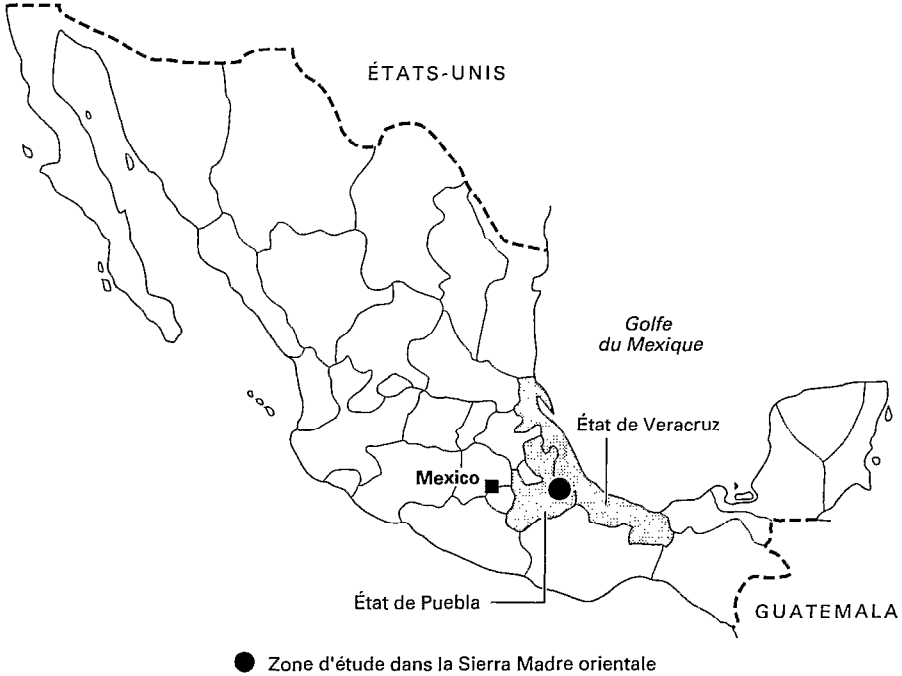 ÉTATS-UNIS
Golfe
du Mexique
État de Veracruz
Mexico
État de Puebla
GUATEMALA
Zone d'étude dans la Sierra Madre orientale